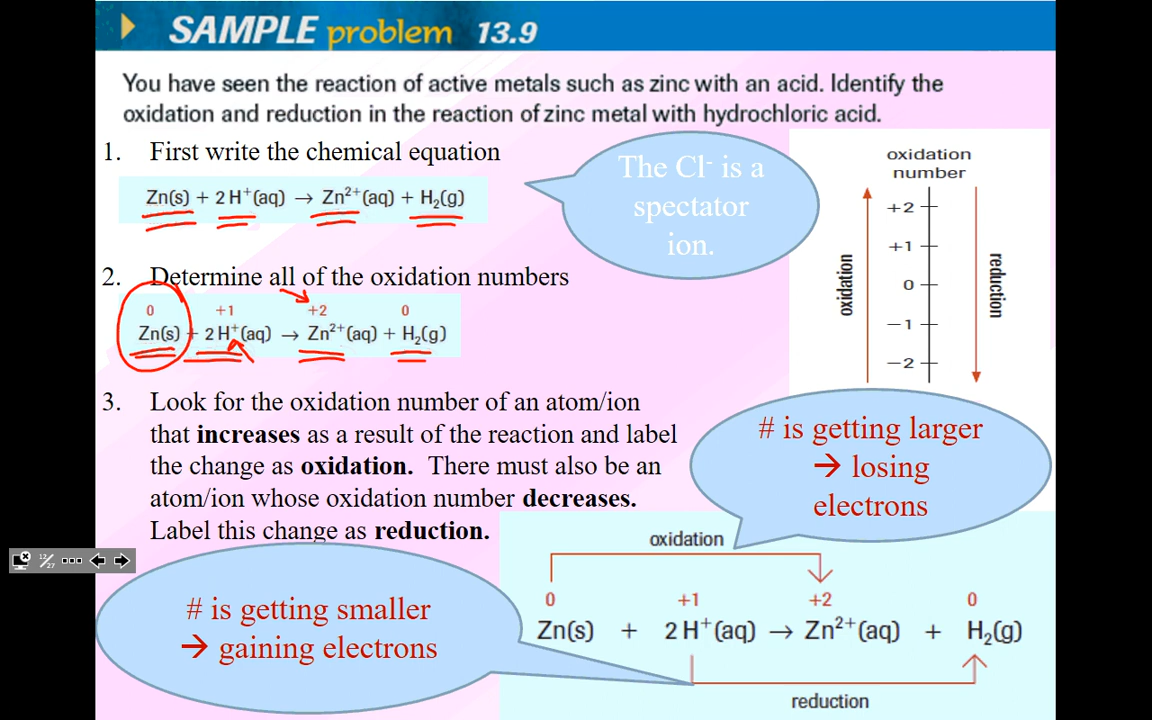 SAMPLE problem 13.9
You have seen the reaction of active metals such as zinc with an acid. Identify the
oxidation and reduction in the reaction of zinc metal with hydrochloric acid.
1. First write the chemical equation
Zn(s) + 2 H⁺(aq) → Zn²⁺(aq) + H₂(g)
The Cl⁻ is a
spectator
ion.
oxidation
number
+2
+1
0
−1
−2
oxidation
reduction
2. Determine all of the oxidation numbers
0 +1 +2 0
Zn(s) + 2 H⁺(aq) → Zn²⁺(aq) + H₂(g)
3. Look for the oxidation number of an atom/ion
that increases as a result of the reaction and label
the change as oxidation. There must also be an
atom/ion whose oxidation number decreases.
Label this change as reduction.
# is getting larger
→ losing
electrons
12/27
# is getting smaller
→ gaining electrons
oxidation
0 +1 +2 0
Zn(s) + 2 H⁺(aq) → Zn²⁺(aq) + H₂(g)
reduction